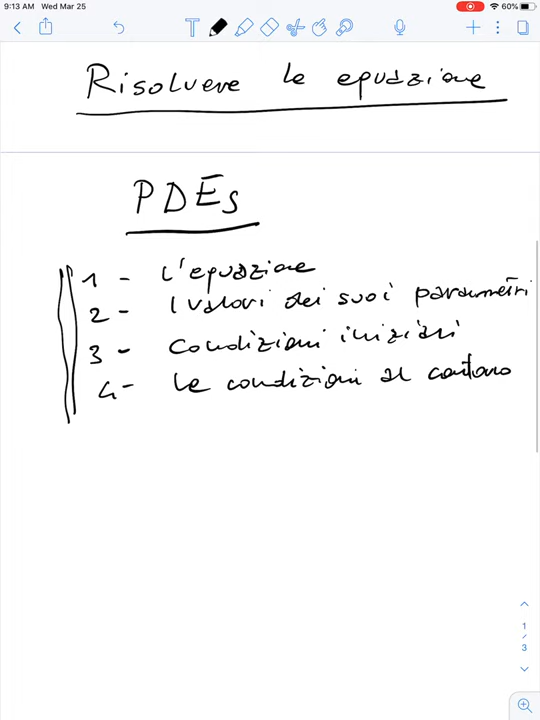 9:13 AM Wed Mar 25 60%
Risolvere le equazione
PDEs
1 - l'equazione
2 - I valori dei suoi parametri
3 - condizioni iniziali
4 - le condizioni al contorno
1
/
3